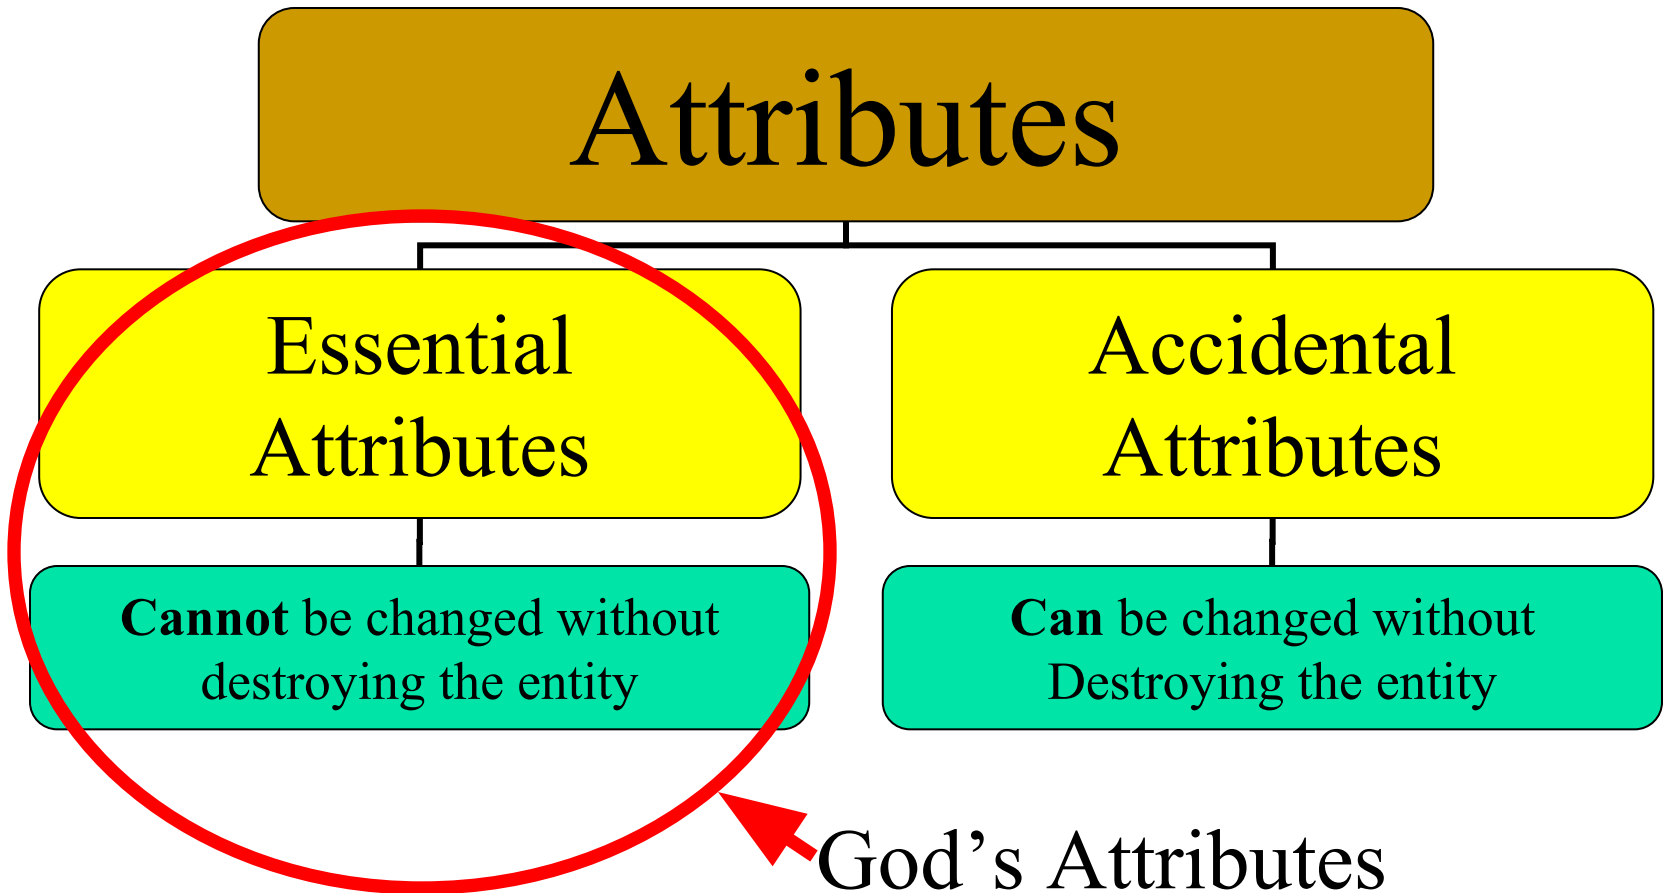 Attributes
Essential
Attributes
Accidental
Attributes
Cannot be changed without
destroying the entity
Can be changed without
Destroying the entity
God’s Attributes